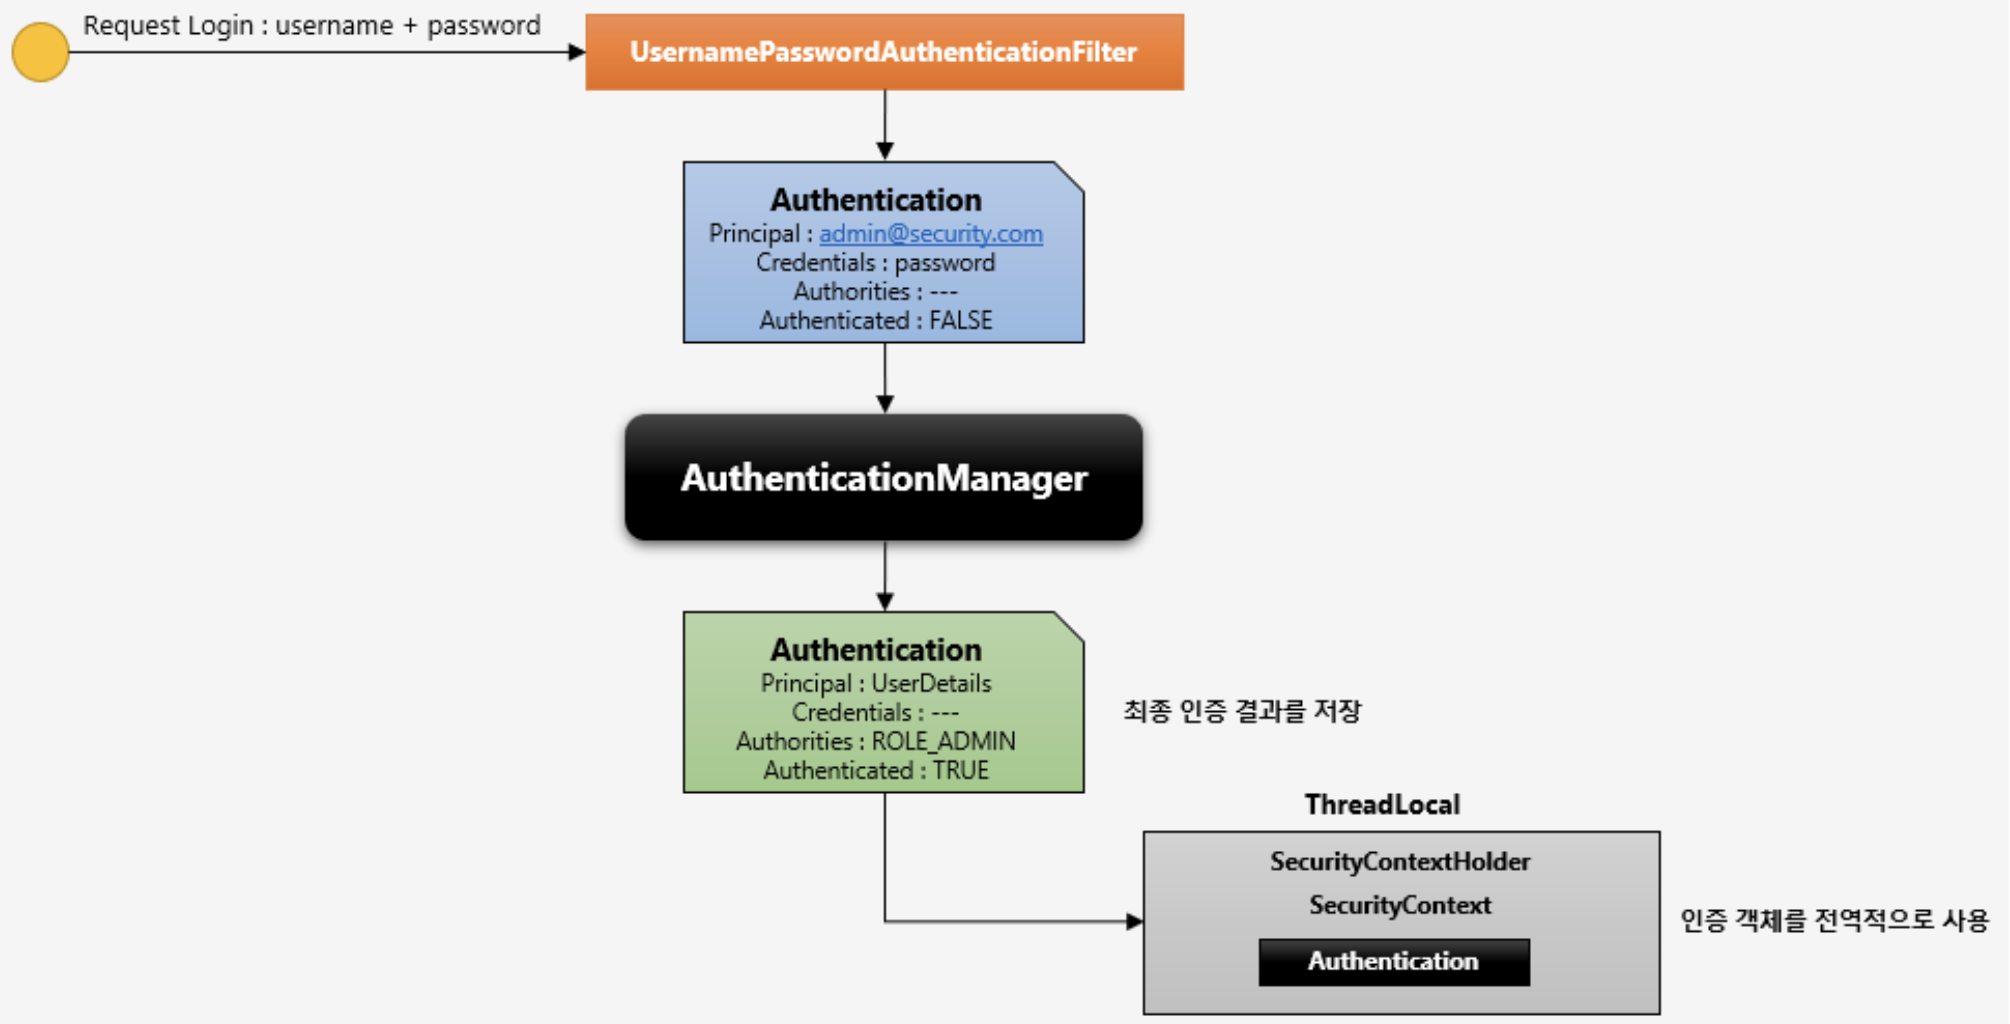 Request Login : username + password
UsernamePasswordAuthenticationFilter
Authentication
Principal : admin@security.com
Credentials : password
Authorities : ---
Authenticated : FALSE
AuthenticationManager
Authentication
Principal : UserDetails
Credentials : ---
Authorities : ROLE_ADMIN
Authenticated : TRUE
최종 인증 결과를 저장
ThreadLocal
SecurityContextHolder
SecurityContext
Authentication
인증 객체를 전역적으로 사용